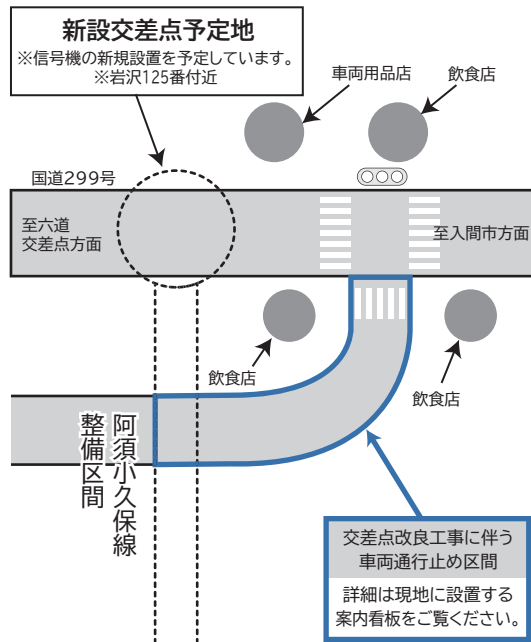 新設交差点予定地
※信号機の新規設置を予定しています。
※岩沢125番付近
車両用品店
飲食店
国道299号
至六道
交差点方面
至入間市方面
飲食店
飲食店
阿須小久保線
整備区間
交差点改良工事に伴う
車両通行止め区間
詳細は現地に設置する
案内看板をご覧ください。